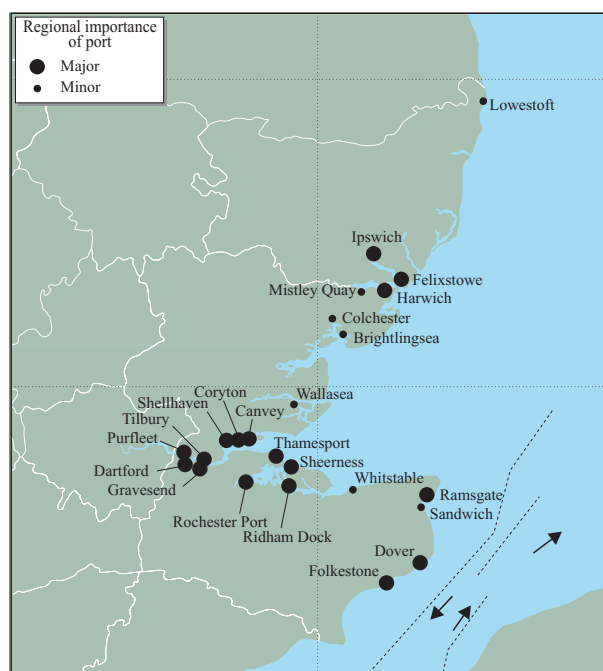 Regional importance
of port
Major
Minor
Lowestoft
Ipswich
Felixstowe
Mistley Quay
Harwich
Colchester
Brightlingsea
Wallasea
Coryton
Shellhaven
Canvey
Tilbury
Purfleet
Thamesport
Sheerness
Dartford
Gravesend
Whitstable
Ramsgate
Sandwich
Rochester Port
Ridham Dock
Dover
Folkestone